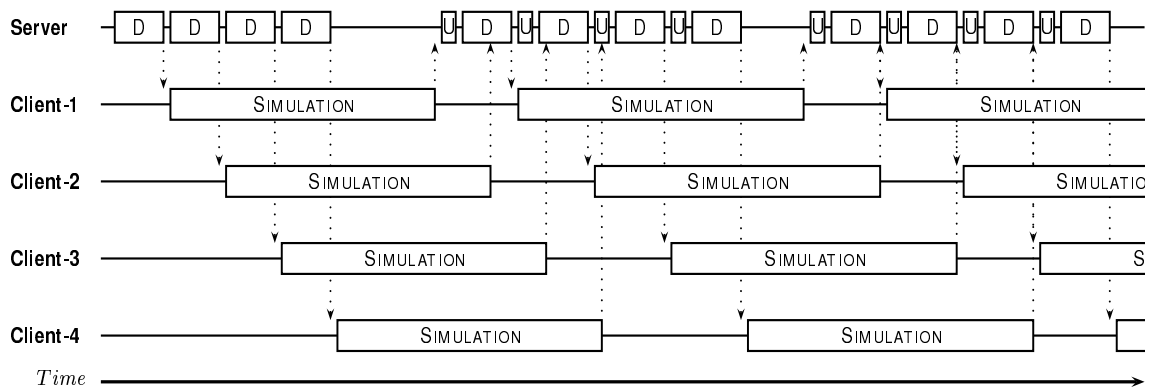 Server D D D D U D U D U D U D U D U D U D U D
Client-1 SIMULATION SIMULATION SIMULATION
Client-2 SIMULATION SIMULATION SIMULATIO
Client-3 SIMULATION SIMULATION S
Client-4 SIMULATION SIMULATION
Time